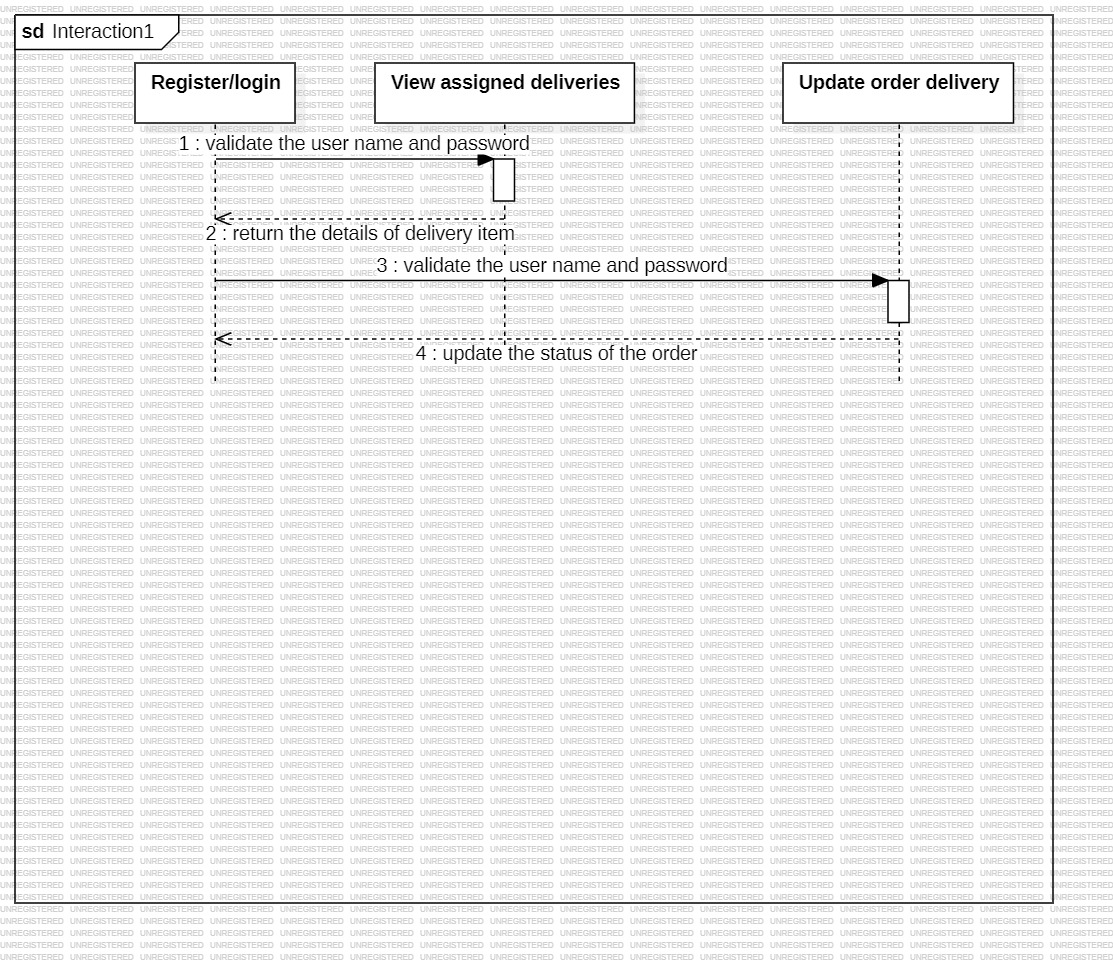 sd Interaction1
Register/login
View assigned deliveries
Update order delivery
1 : validate the user name and password
2 : return the details of delivery item
3 : validate the user name and password
4 : update the status of the order
UNREGISTERED